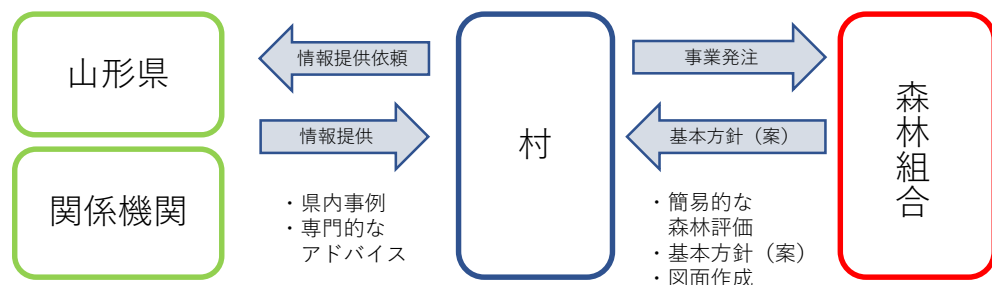 山形県
関係機関
情報提供依頼
情報提供
・県内事例
・専門的な
アドバイス
村
事業発注
基本方針（案）
・簡易的な
森林評価
・基本方針（案）
・図面作成
森林組合